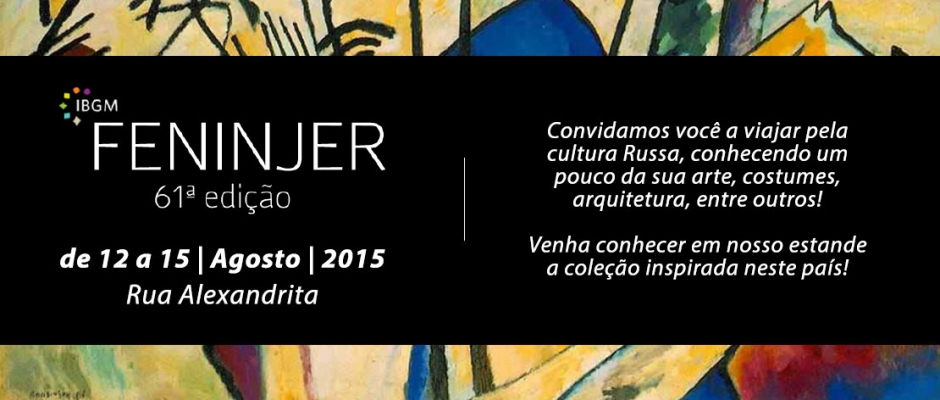 IBGM
FENINJER
61ª edição
de 12 a 15 | Agosto | 2015
Rua Alexandrita
Convidamos você a viajar pela
cultura Russa, conhecendo um
pouco da sua arte, costumes,
arquitetura, entre outros!
Venha conhecer em nosso estande
a coleção inspirada neste país!